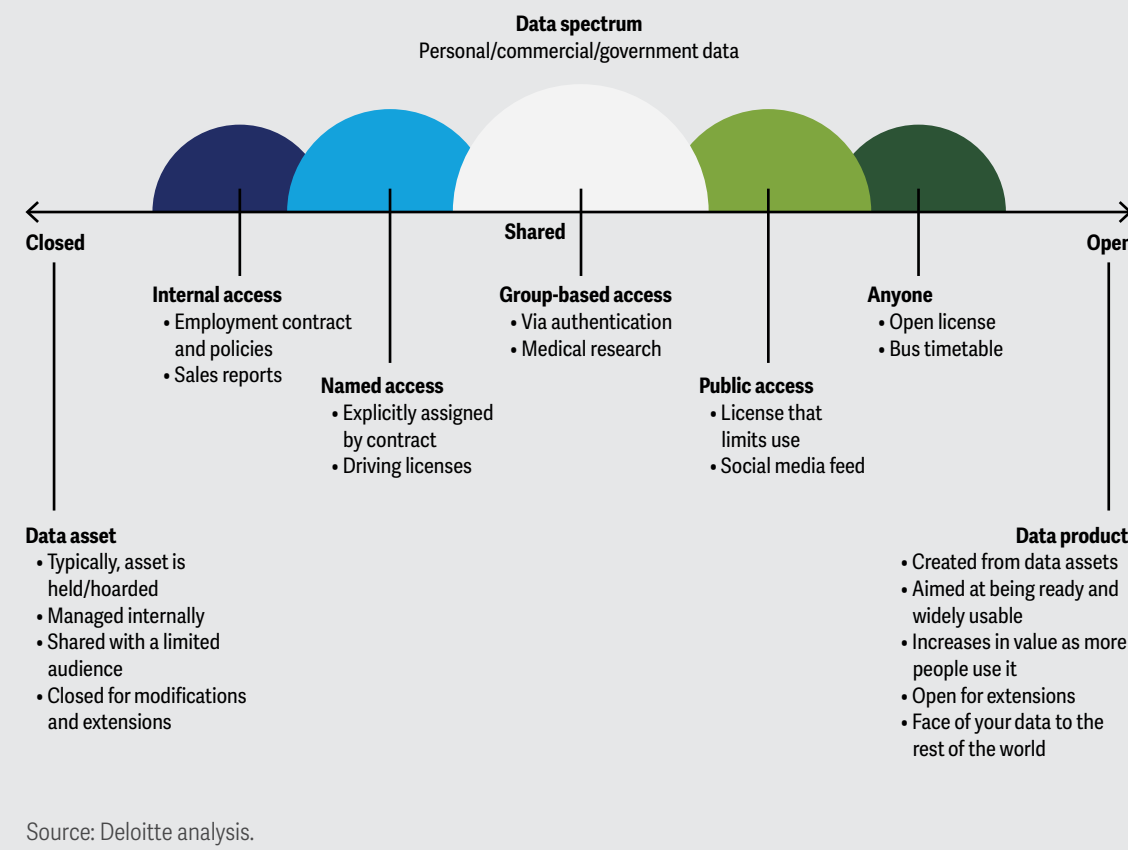 Data spectrum
Personal/commercial/government data
Closed
Shared
Open
Internal access
• Employment contract
and policies
• Sales reports
Named access
• Explicitly assigned
by contract
• Driving licenses
Group-based access
• Via authentication
• Medical research
Public access
• License that
limits use
• Social media feed
Anyone
• Open license
• Bus timetable
Data asset
• Typically, asset is
held/hoarded
• Managed internally
• Shared with a limited
audience
• Closed for modifications
and extensions
Data product
• Created from data assets
• Aimed at being ready and
widely usable
• Increases in value as more
people use it
• Open for extensions
• Face of your data to the
rest of the world
Source: Deloitte analysis.